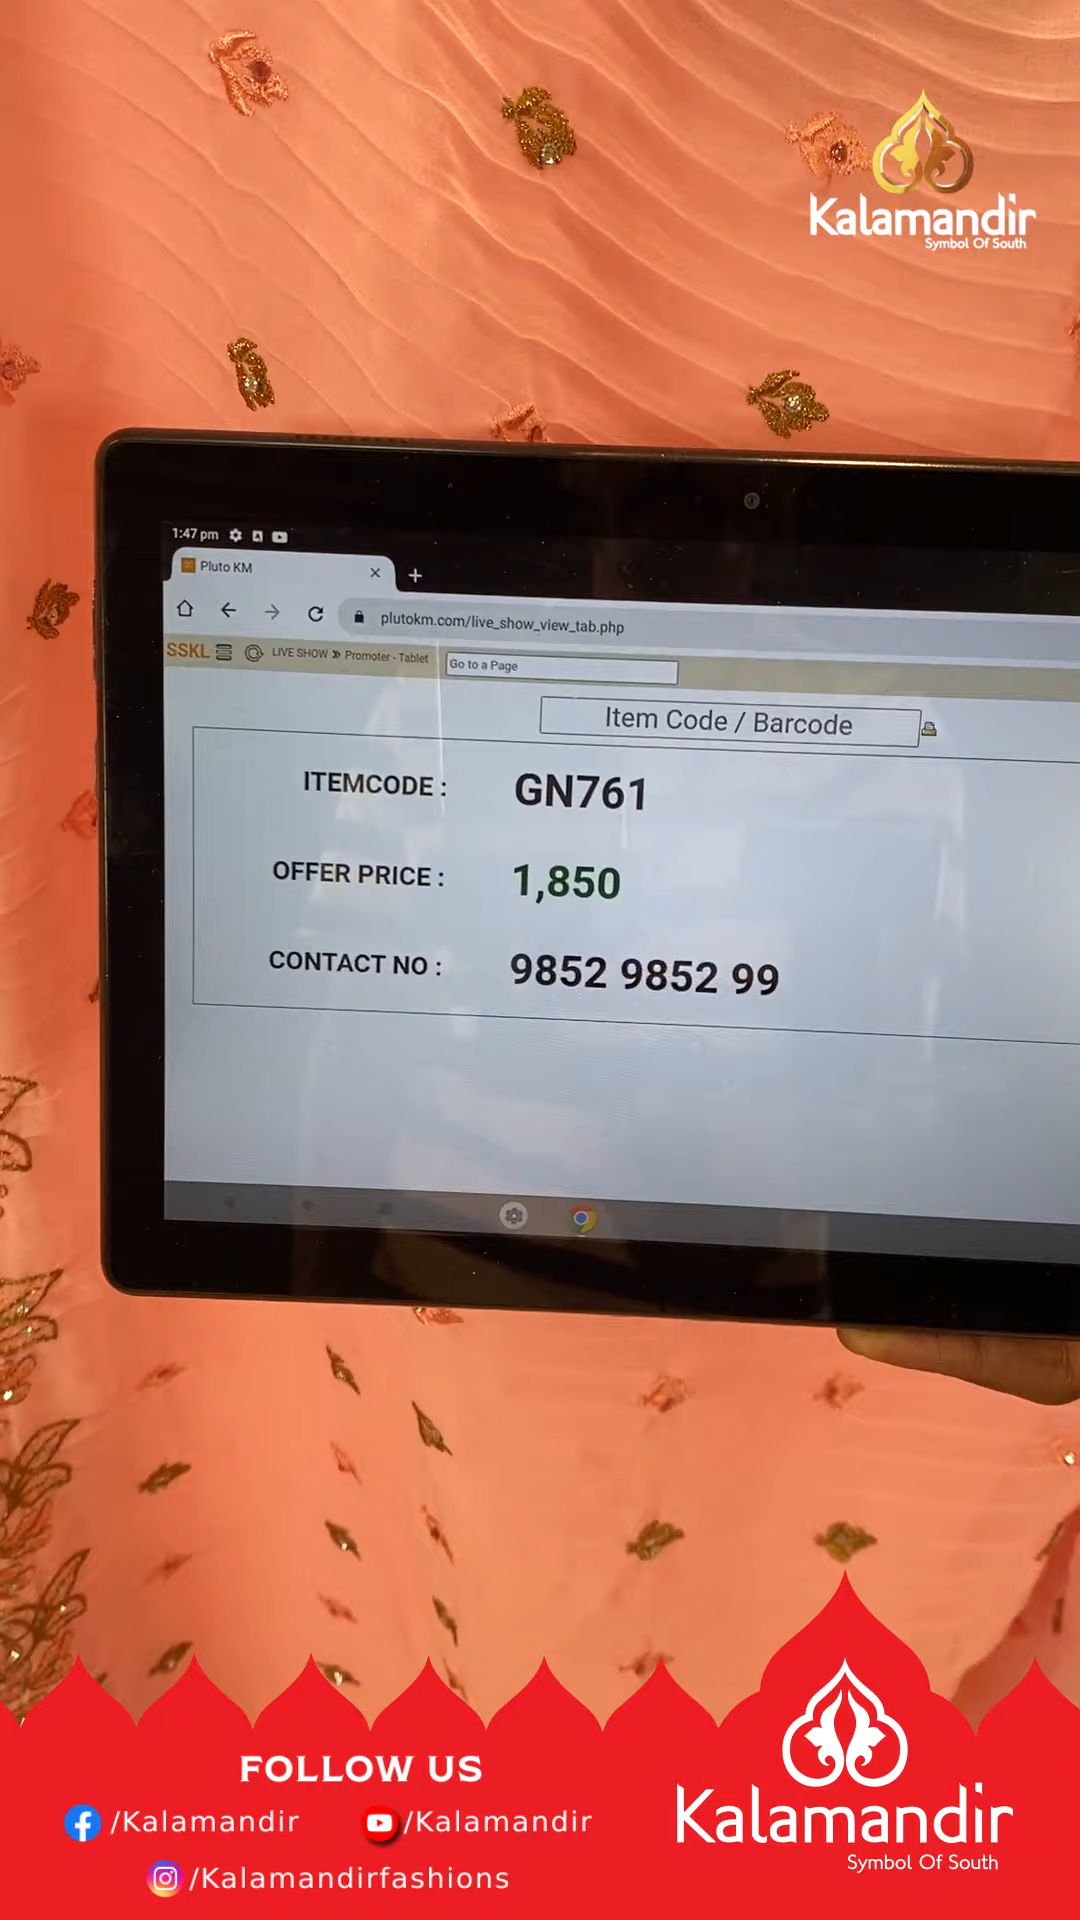 Kalamandir
Symbol Of South
1:47 pm
Pluto KM
plutokm.com/live_show_view_tab.php
SSKL LIVE SHOW » Promoter - Tablet Go to a Page
Item Code / Barcode
ITEMCODE : GN761
OFFER PRICE : 1,850
CONTACT NO : 9852 9852 99
FOLLOW US
/Kalamandir /Kalamandir
/Kalamandirfashions
Kalamandir
Symbol Of South